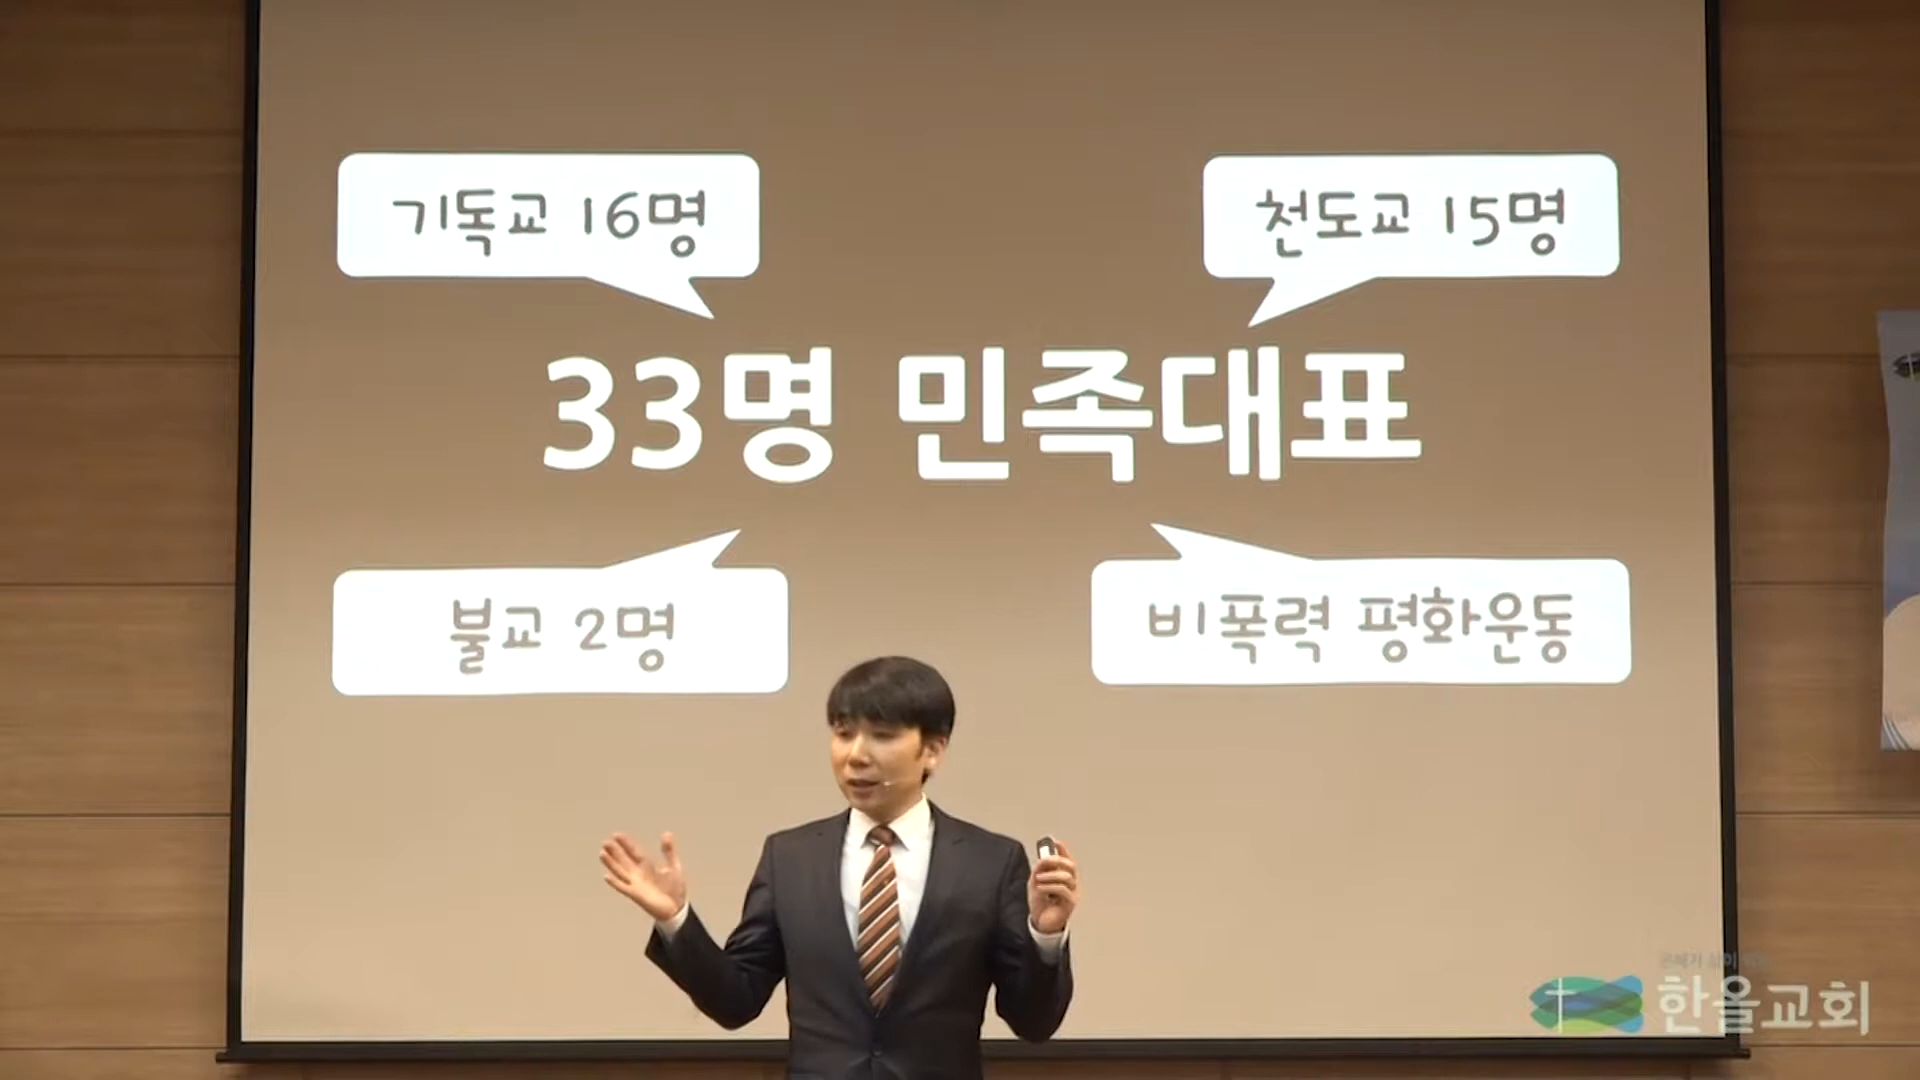 기독교 16명
천도교 15명
33명 민족대표
불교 2명
비폭력 평화운동
한울교회